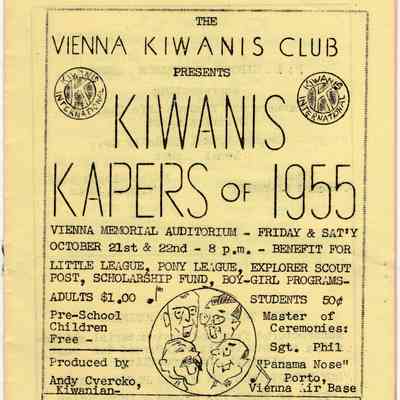 THE
VIENNA KIWANIS CLUB
PRESENTS
KIWANIS INTERNATIONAL
K
KIWANIS INTERNATIONAL
K
KIWANIS
KAPERS OF 1955
VIENNA MEMORIAL AUDITORIUM - FRIDAY & SAT'Y
OCTOBER 21st & 22nd - 8 p.m. - BENEFIT FOR
LITTLE LEAGUE, PONY LEAGUE, EXPLORER SCOUT
POST, SCHOLARSHIP FUND, BOY-GIRL PROGRAMS-
ADULTS $1.00
STUDENTS 50¢
Pre-School
Children
Free -
Produced by
Andy Cvercko,
Kiwanian-
Master of
Ceremonies:
Sgt. Phil
"Panama Nose"
Porto,
Vienna Air Base